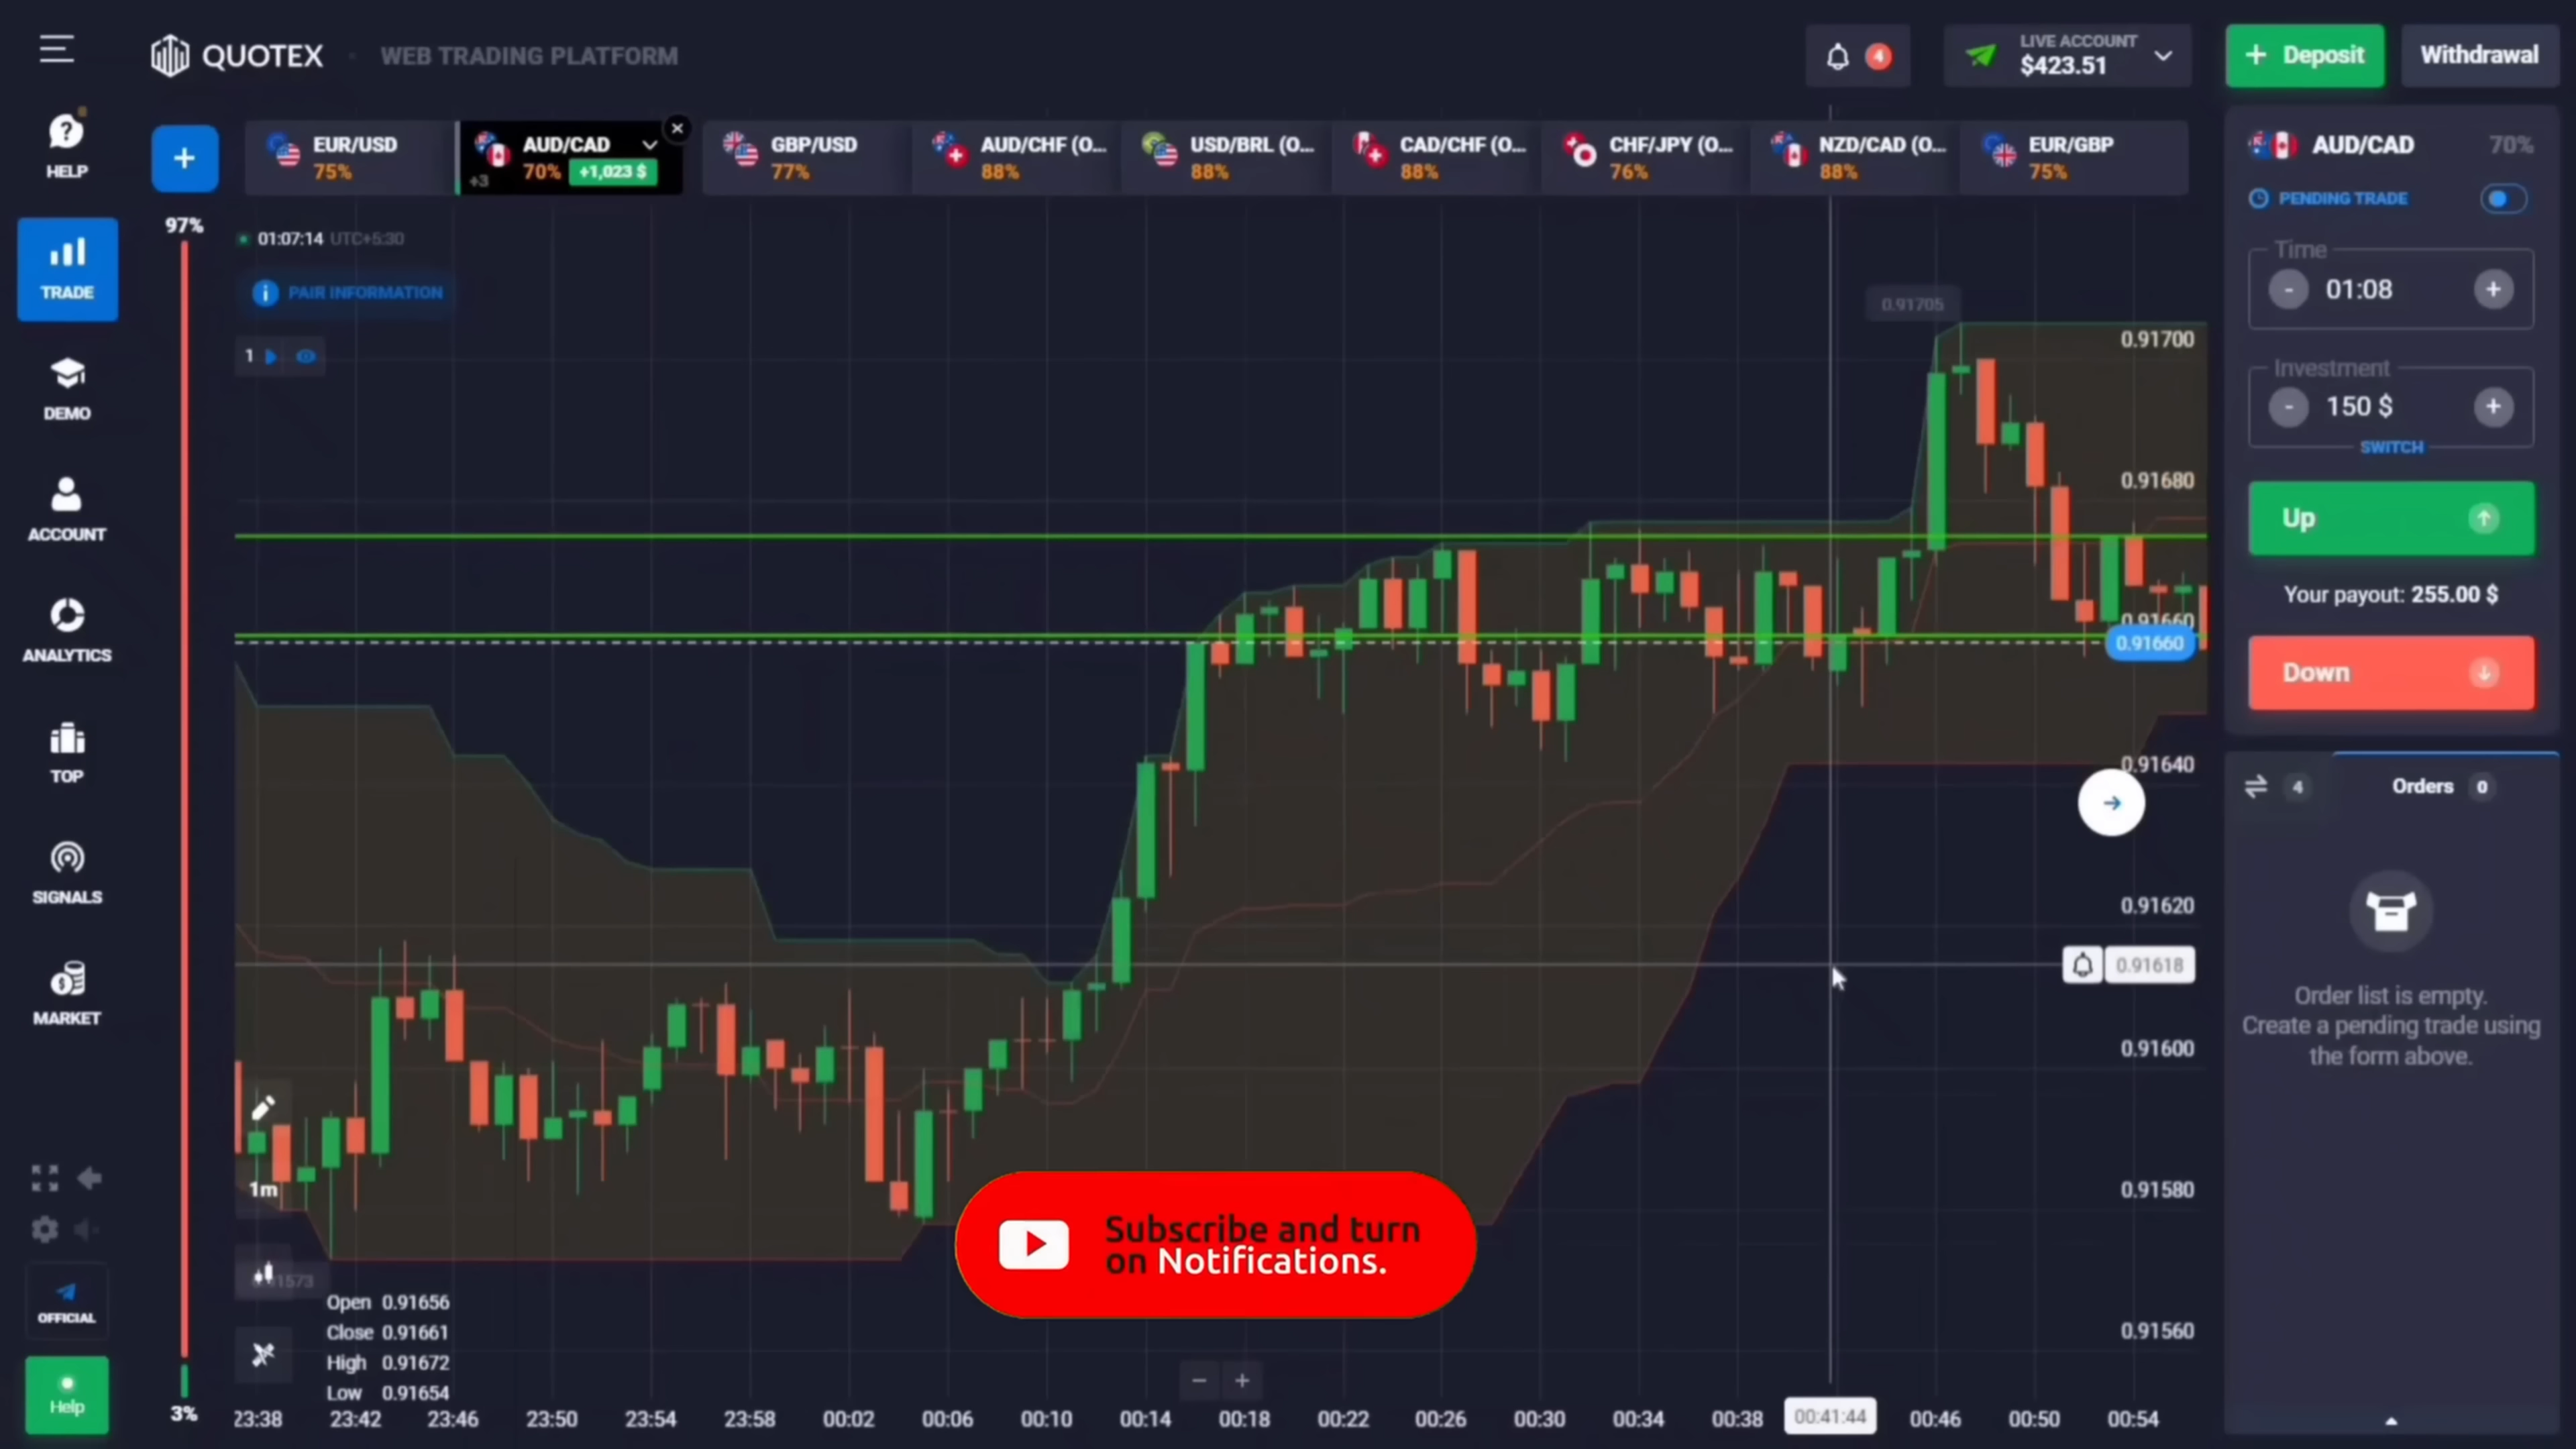 QUOTEX
WEB TRADING PLATFORM
4
LIVE ACCOUNT
$423.51
+ Deposit
Withdrawal
HELP
TRADE
DEMO
ACCOUNT
ANALYTICS
TOP
SIGNALS
MARKET
OFFICIAL
Help
+
EUR/USD
75%
AUD/CAD
+3
70%
+1,023 $
GBP/USD
77%
AUD/CHF (O...
88%
USD/BRL (O...
88%
CAD/CHF (O...
88%
CHF/JPY (O...
76%
NZD/CAD (O...
88%
EUR/GBP
75%
97%
3%
01:07:14 UTC+5:30
PAIR INFORMATION
1
0.91705
0.91700
0.91680
0.91660
0.91660
0.91640
0.91620
0.91618
0.91600
0.91580
0.91560
1m
Open 0.91656
Close 0.91661
High 0.91672
Low 0.91654
Subscribe and turn
on Notifications.
− +
23:38 23:42 23:46 23:50 23:54 23:58 00:02 00:06 00:10 00:14 00:18 00:22 00:26 00:30 00:34 00:38 00:41:44 00:46 00:50 00:54
AUD/CAD 70%
PENDING TRADE
Time
- 01:08 +
Investment
- 150 $ +
SWITCH
Up
Your payout: 255.00 $
Down
4
Orders 0
Order list is empty.
Create a pending trade using
the form above.